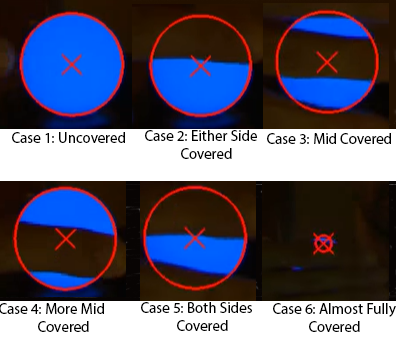 Case 1: Uncovered
Case 2: Either Side
Covered
Case 3: Mid Covered
Case 4: More Mid
Covered
Case 5: Both Sides
Covered
Case 6: Almost Fully
Covered